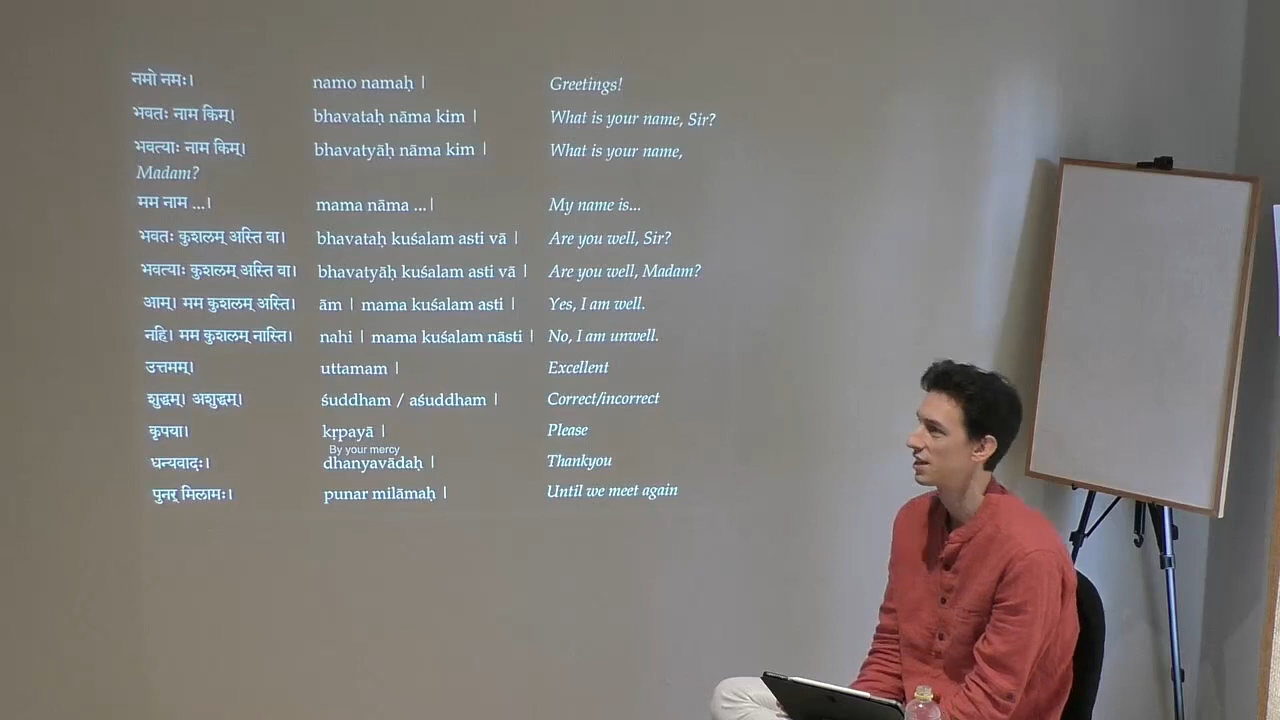 नमो नमः। namo namaḥ | Greetings!
भवतः नाम किम्। bhavataḥ nāma kim | What is your name, Sir?
भवत्याः नाम किम्। bhavatyāḥ nāma kim | What is your name,
Madam?
मम नाम ...। mama nāma ... | My name is...
भवतः कुशलम् अस्ति वा। bhavataḥ kuśalam asti vā | Are you well, Sir?
भवत्याः कुशलम् अस्ति वा। bhavatyāḥ kuśalam asti vā | Are you well, Madam?
आम्। मम कुशलम् अस्ति। ām | mama kuśalam asti | Yes, I am well.
नहि। मम कुशलम् नास्ति। nahi | mama kuśalam nāsti | No, I am unwell.
उत्तमम्। uttamam | Excellent
शुद्धम्। अशुद्धम्। śuddham / aśuddham | Correct/incorrect
कृपया। kṛpayā | Please
By your mercy
धन्यवादः। dhanyavādaḥ | Thankyou
पुनर् मिलामः। punar milāmaḥ | Until we meet again